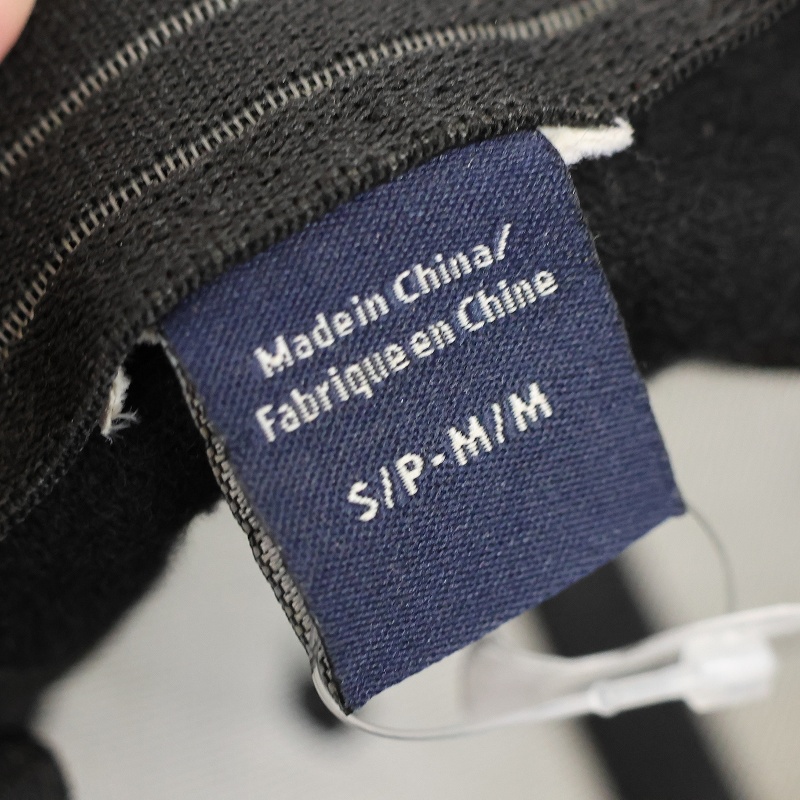 Made in China/
Fabrique en Chine
S/P-M/M